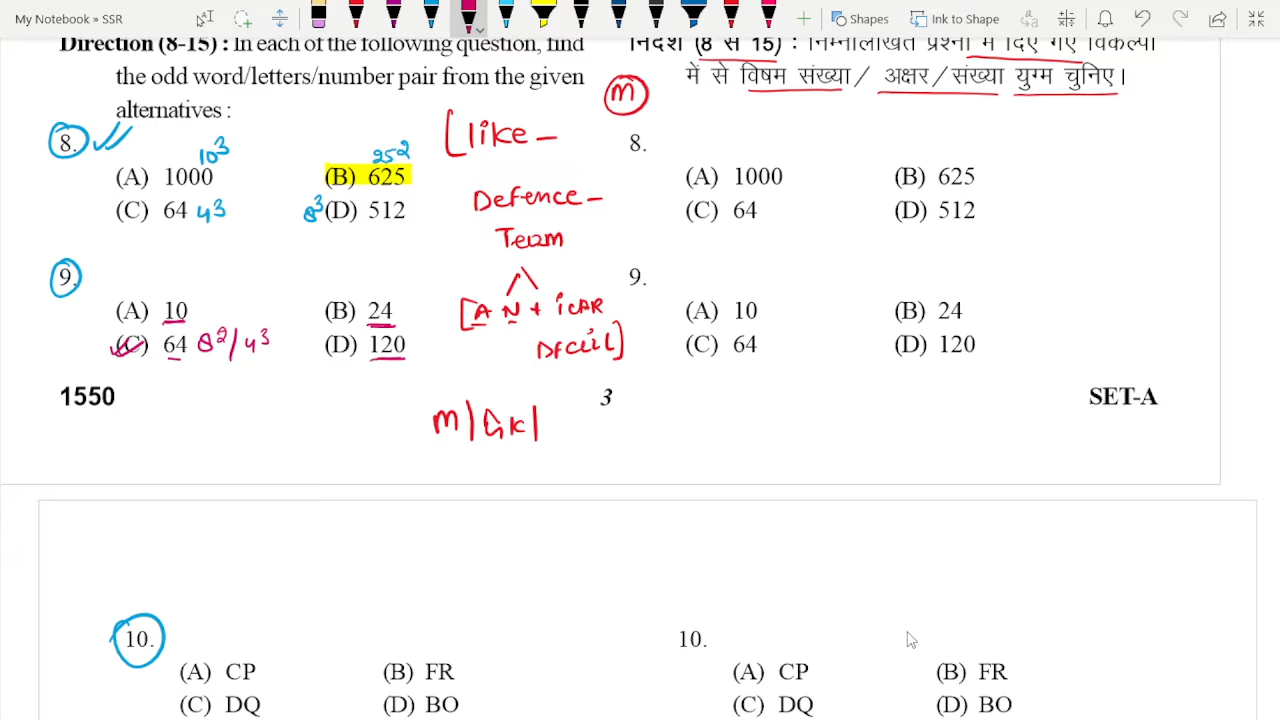 My Notebook » SSR
Shapes
Ink to Shape
Direction (8-15) : In each of the following question, find
the odd word/letters/number pair from the given
alternatives :
निर्देश (8 से 15) : निम्नलिखित प्रश्नों में दिए गए विकल्पों
में से विषम संख्या/ अक्षर/संख्या युग्म चुनिए।
m
[like -
8.
10³
25²
(A) 1000
(B) 625
(C) 64 4³
8³ (D) 512
Defence -
Term
9.
(A) 10
(B) 24
(C) 64 8²/4³
(D) 120
[A N +
8.
(A) 1000
(B) 625
(C) 64
(D) 512
9.
(A) 10
(B) 24
(C) 64
(D) 120
1550
3
SET-A
m|GK|
10.
(A) CP
(B) FR
(C) DQ
(D) BO
10.
(A) CP
(B) FR
(C) DQ
(D) BO